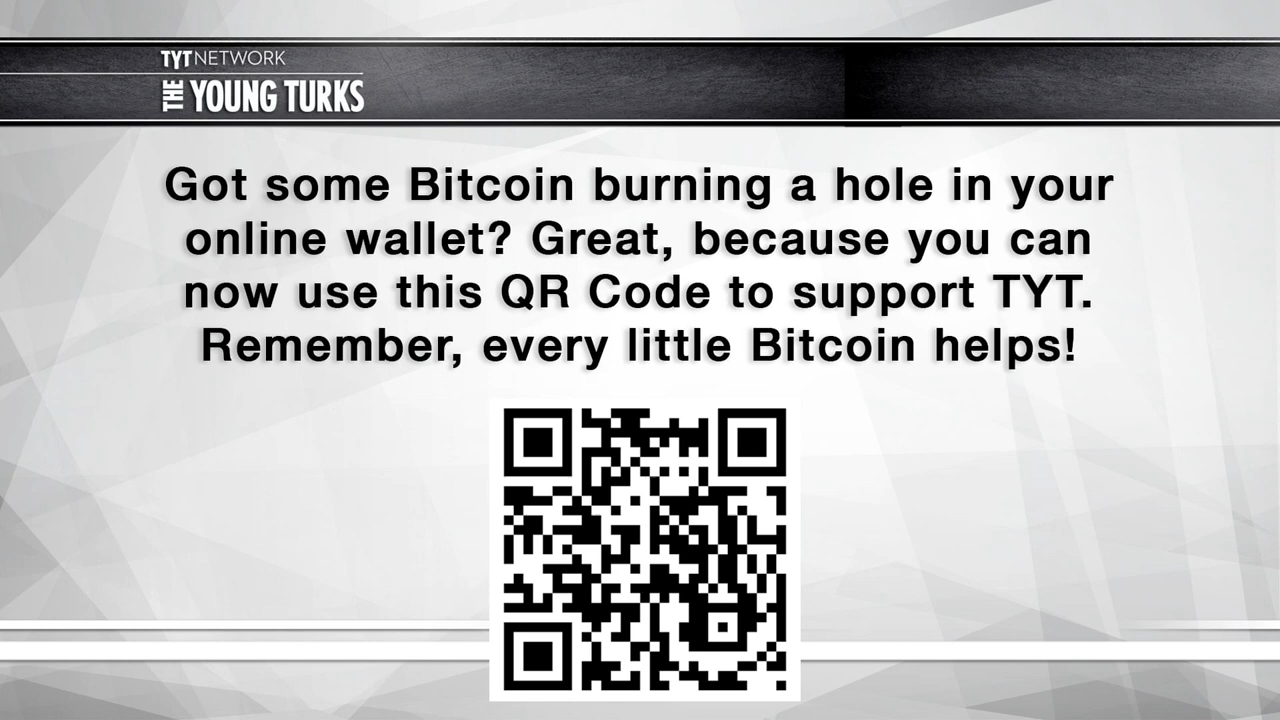 TYTNETWORK
THE YOUNG TURKS
Got some Bitcoin burning a hole in your
online wallet? Great, because you can
now use this QR Code to support TYT.
Remember, every little Bitcoin helps!